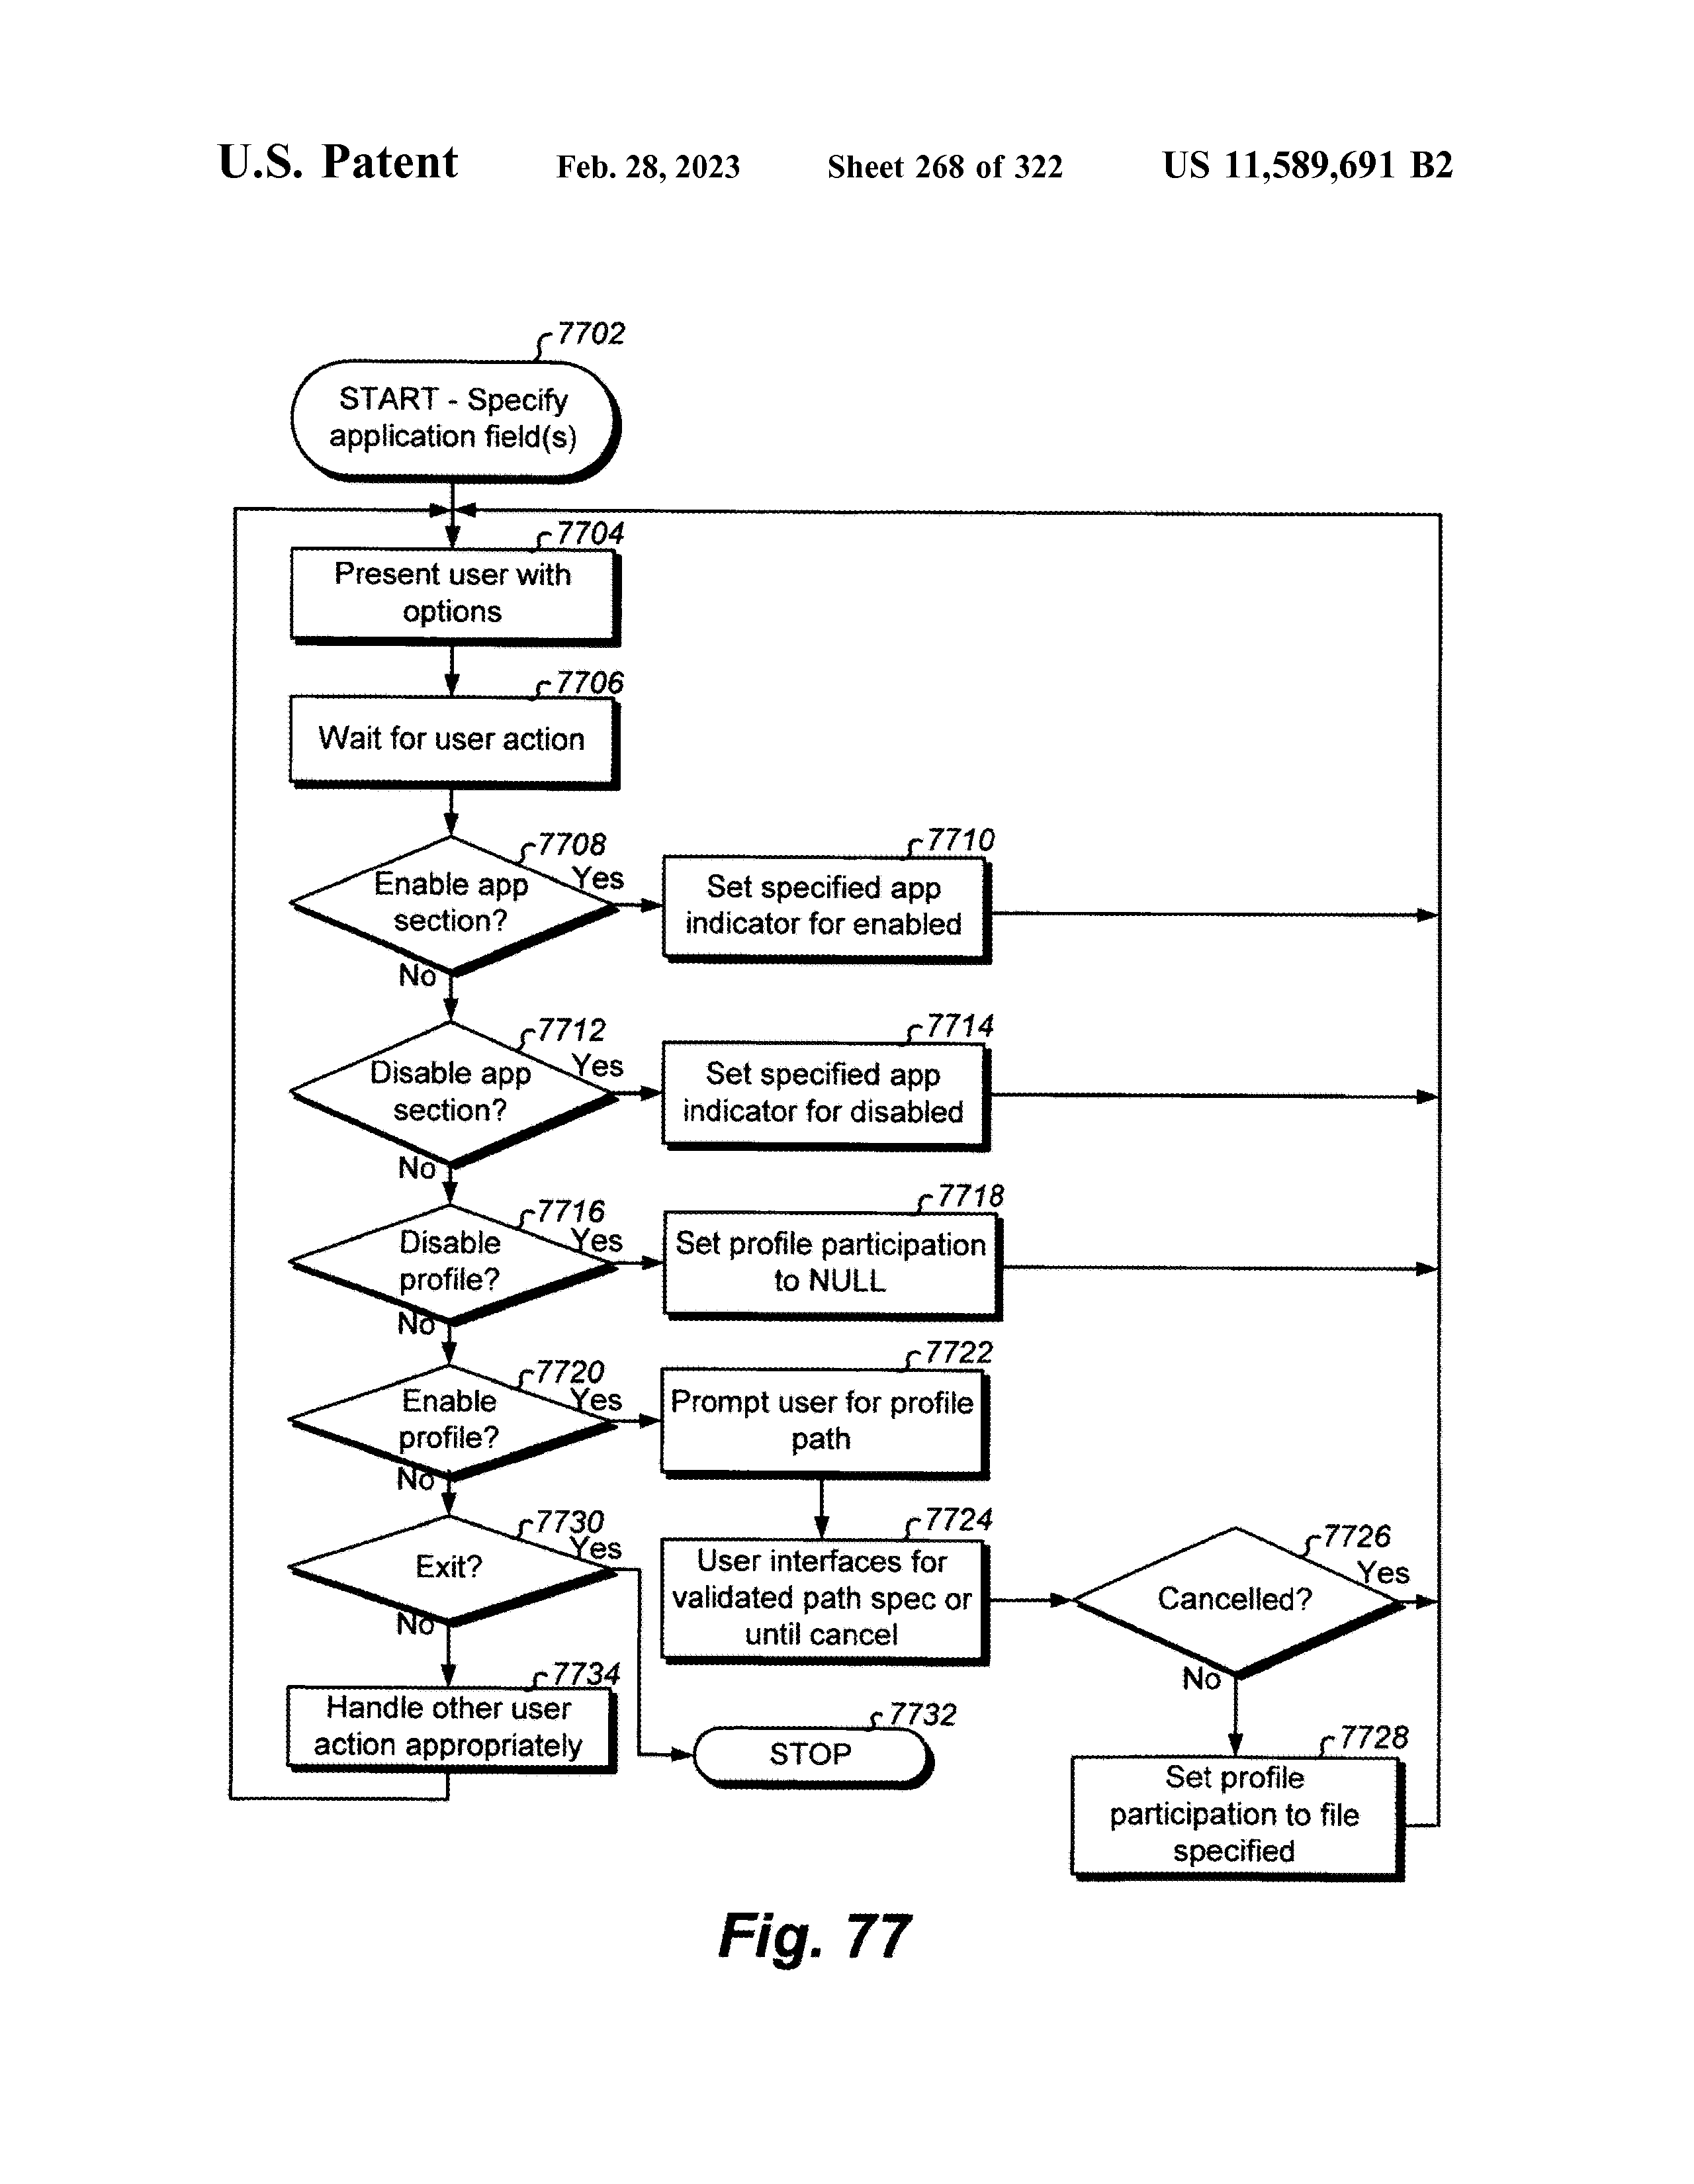 U.S. Patent Feb. 28, 2023 Sheet 268 of 322 US 11,589,691 B2
7702
START - Specify
application field(s)
7704
Present user with
options
7706
Wait for user action
7708
Enable app
section?
Yes
No
7710
Set specified app
indicator for enabled
7712
Disable app
section?
Yes
No
7714
Set specified app
indicator for disabled
7716
Disable
profile?
Yes
No
7718
Set profile participation
to NULL
7720
Enable
profile?
Yes
No
7722
Prompt user for profile
path
7724
User interfaces for
validated path spec or
until cancel
7726
Cancelled?
Yes
No
7728
Set profile
participation to file
specified
7730
Exit?
Yes
No
7732
STOP
7734
Handle other user
action appropriately
Fig. 77